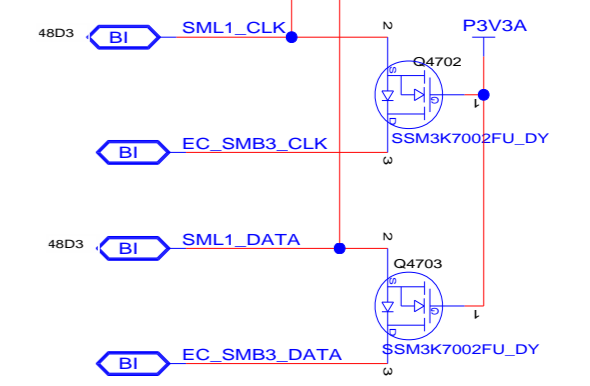 48D3 BI SML1_CLK 2 P3V3A
Q4702
S
G 1
D
SSM3K7002FU_DY
BI EC_SMB3_CLK 3
48D3 BI SML1_DATA 2
Q4703
S
G 1
D
SSM3K7002FU_DY
BI EC_SMB3_DATA 3